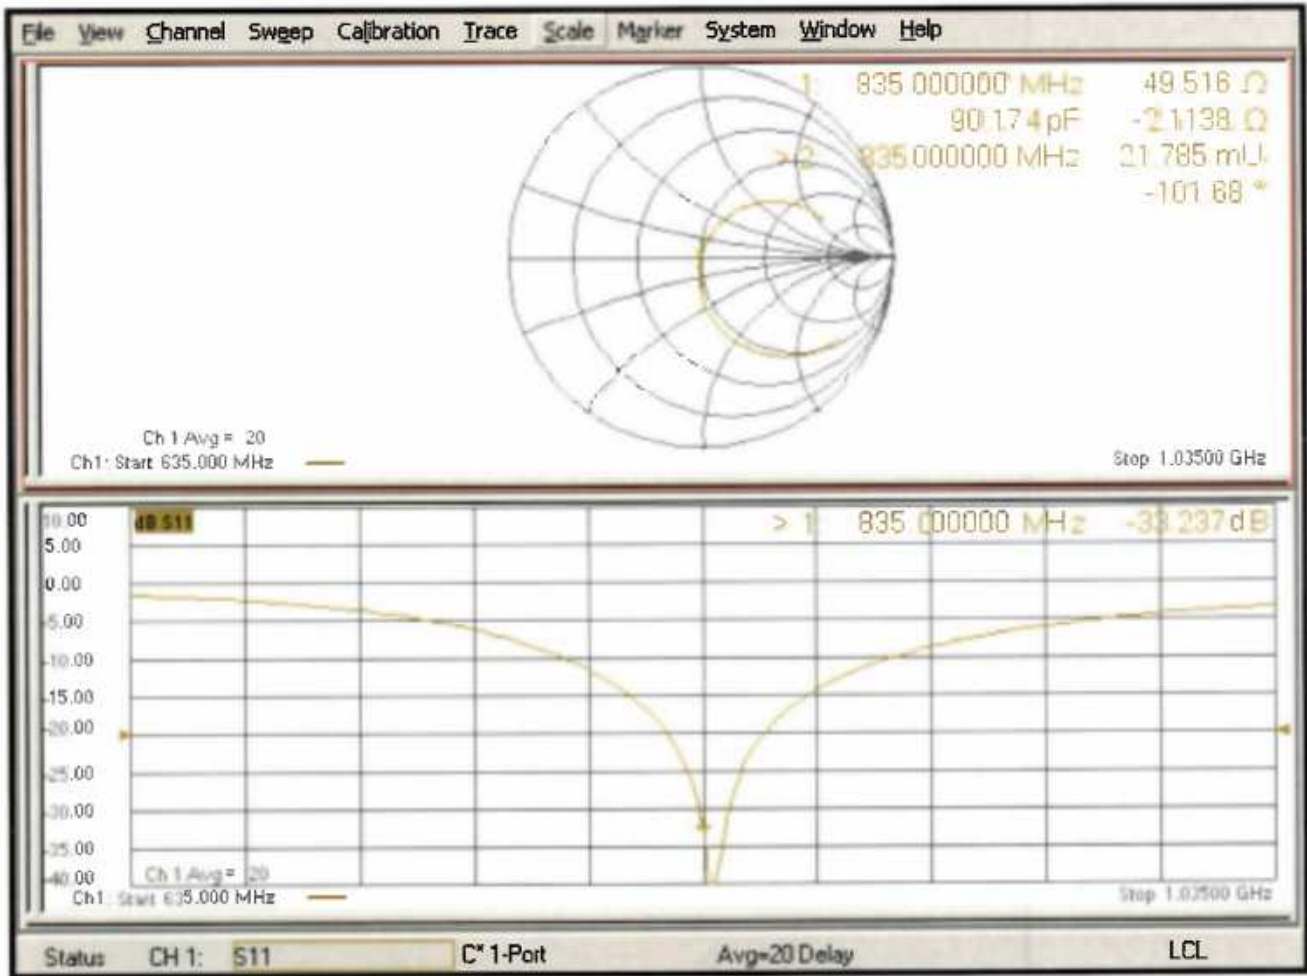 File View Channel Sweep Calibration Trace Scale Marker System Window Help
1: 835.000000 MHz 49.516 Ω
90.174 pF -2.1138 Ω
> 2: 835.000000 MHz 21.785 mU
-101.68 °
Ch 1 Avg = 20
Ch1: Start 635.000 MHz
Stop 1.03500 GHz
10.00 dB S11
> 1: 835.000000 MHz -33.237 dB
5.00
0.00
-5.00
-10.00
-15.00
-20.00
-25.00
-30.00
-35.00
-40.00
Ch 1 Avg = 20
Ch1: Start 635.000 MHz
Stop 1.03500 GHz
Status CH 1: S11 C* 1-Port Avg=20 Delay LCL